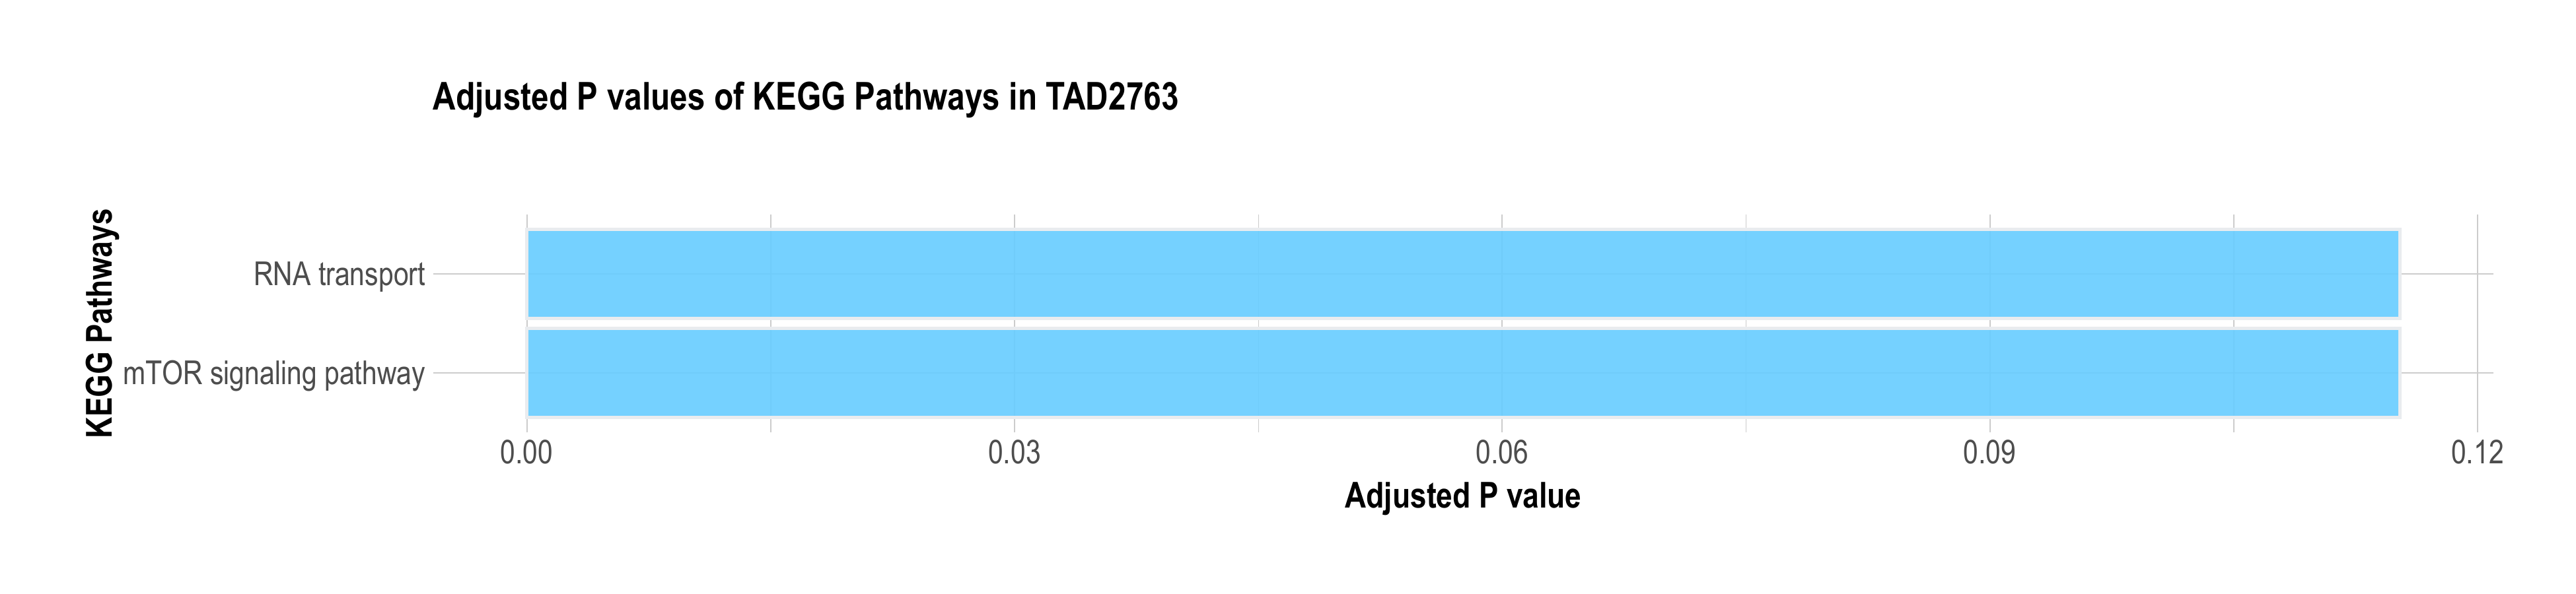 Adjusted P values of KEGG Pathways in TAD2763
KEGG Pathways
RNA transport
mTOR signaling pathway
0.00 0.03 0.06 0.09 0.12
Adjusted P value